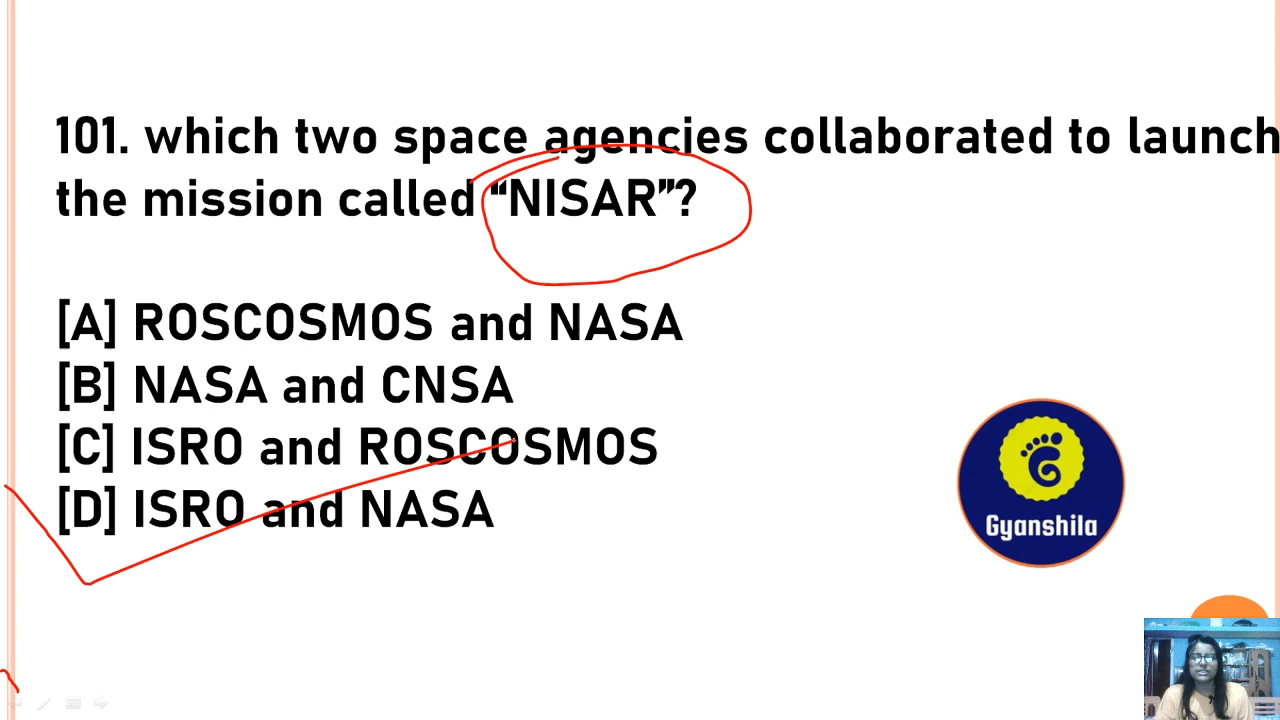 101. which two space agencies collaborated to launch
the mission called “NISAR”?
[A] ROSCOSMOS and NASA
[B] NASA and CNSA
[C] ISRO and ROSCOSMOS
[D] ISRO and NASA
Gyanshila